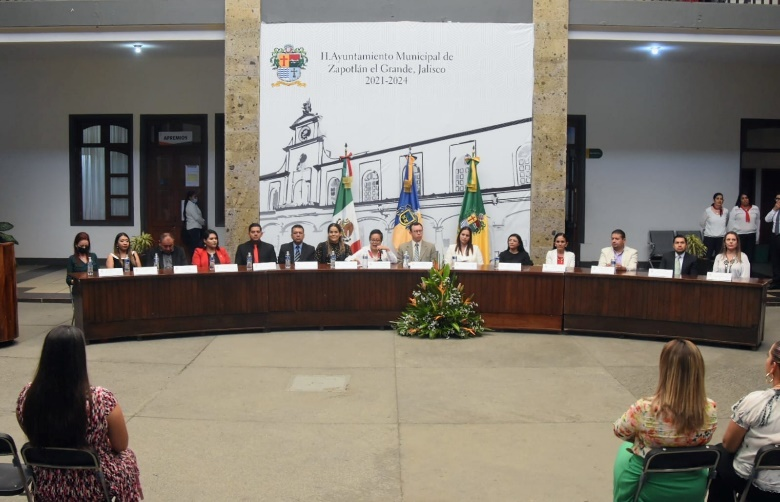 H. Ayuntamiento Municipal de
Zapotlán el Grande, Jalisco
2021-2024
APREMIOS